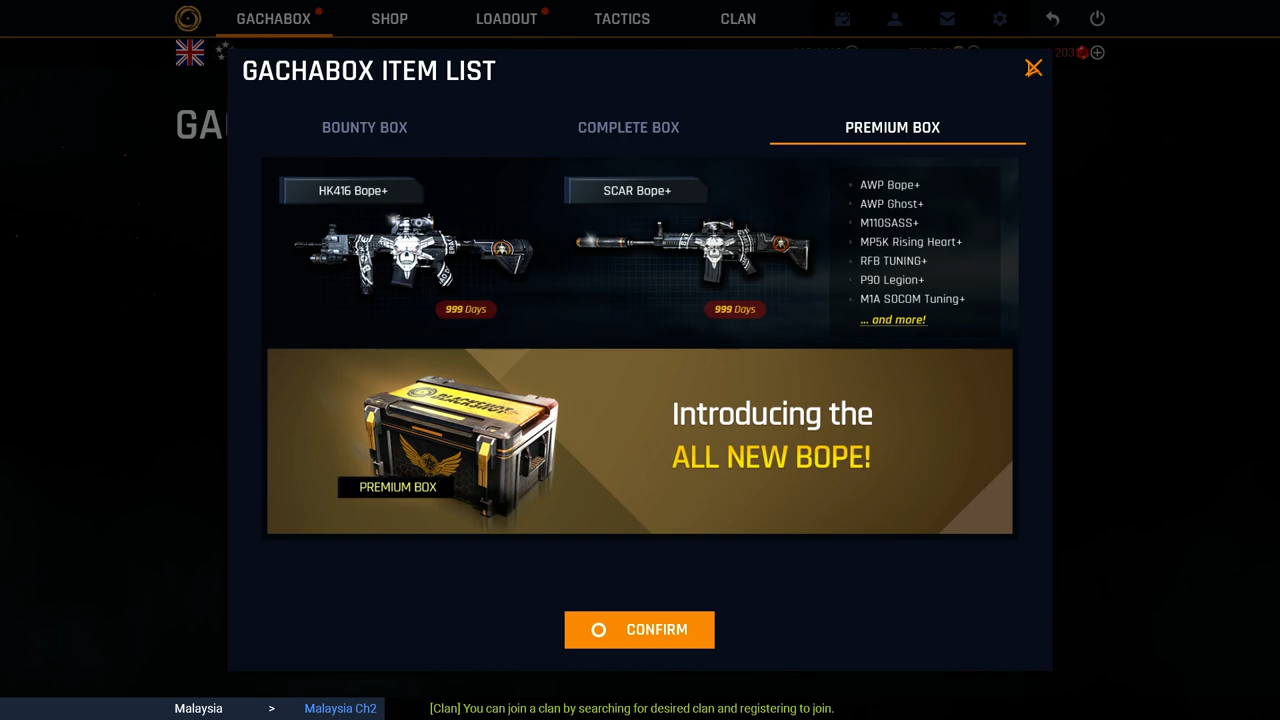 GACHABOX SHOP LOADOUT TACTICS CLAN
203
GA
GACHABOX ITEM LIST
BOUNTY BOX COMPLETE BOX PREMIUM BOX
HK416 Bope+
999 Days
SCAR Bope+
999 Days
AWP Bope+
AWP Ghost+
M110SASS+
MP5K Rising Heart+
RFB TUNING+
P90 Legion+
M1A SOCOM Tuning+
... and more!
BLACKSHOT
PREMIUM BOX
Introducing the
ALL NEW BOPE!
CONFIRM
Malaysia > Malaysia Ch2
[Clan] You can join a clan by searching for desired clan and registering to join.